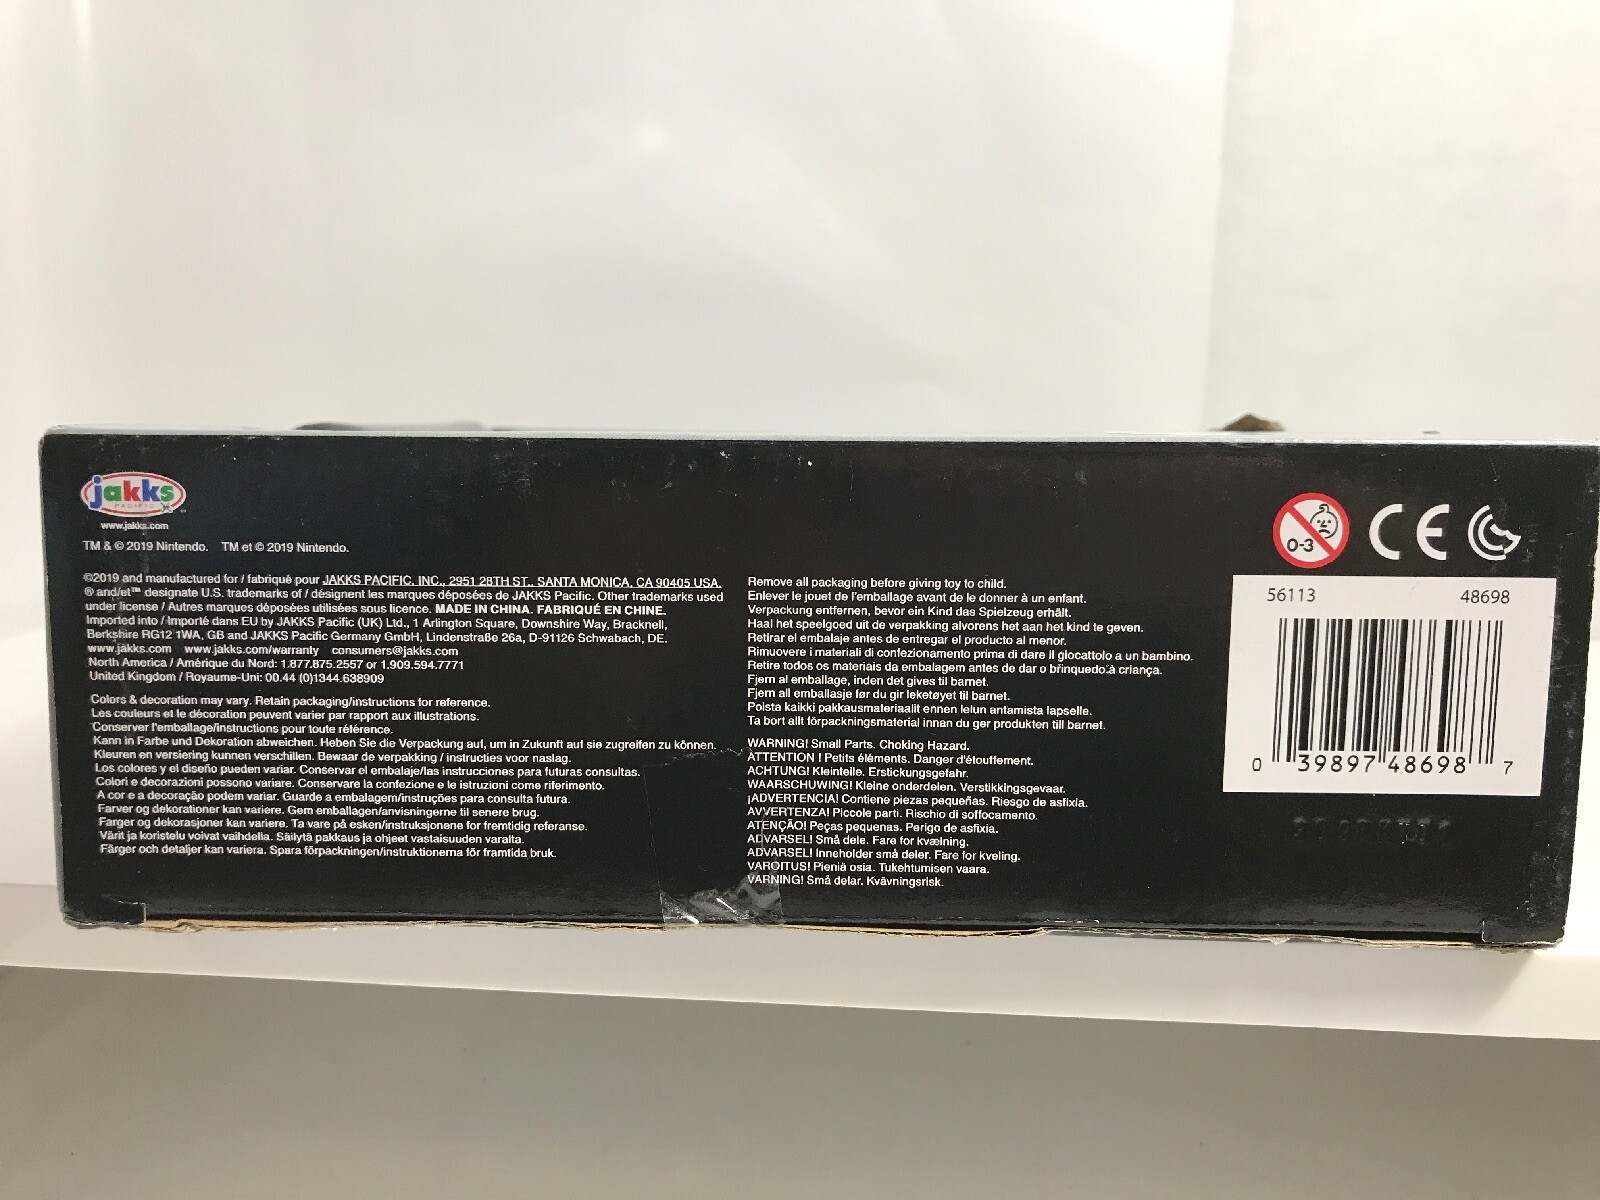 jakks
PACIFIC
www.jakks.com
TM & © 2019 Nintendo. TM et © 2019 Nintendo.
©2019 and manufactured for / fabriqué pour JAKKS PACIFIC, INC., 2951 28TH ST., SANTA MONICA, CA 90405 USA.
® and/et™ designate U.S. trademarks of / désignent les marques déposées de JAKKS Pacific. Other trademarks used
under license / Autres marques déposées utilisées sous licence. MADE IN CHINA. FABRIQUÉ EN CHINE.
Imported into / Importé dans EU by JAKKS Pacific (UK) Ltd., 1 Arlington Square, Downshire Way, Bracknell,
Berkshire RG12 1WA, GB and JAKKS Pacific Germany GmbH, Lindenstraße 26a, D-91126 Schwabach, DE.
www.jakks.com www.jakks.com/warranty consumers@jakks.com
North America / Amérique du Nord: 1.877.875.2557 or 1.909.594.7771
United Kingdom / Royaume-Uni: 00.44 (0)1344.638909
Colors & decoration may vary. Retain packaging/instructions for reference.
Les couleurs et le décoration peuvent varier par rapport aux illustrations.
Conserver l'emballage/instructions pour toute référence.
Kann in Farbe und Dekoration abweichen. Heben Sie die Verpackung auf, um in Zukunft auf sie zugreifen zu können.
Kleuren en versiering kunnen verschillen. Bewaar de verpakking / instructies voor naslag.
Los colores y el diseño pueden variar. Conservar el embalaje/las instrucciones para futuras consultas.
Colori e decorazioni possono variare. Conservare la confezione e le istruzioni come riferimento.
A cor e a decoração podem variar. Guarde a embalagem/instruções para consulta futura.
Farver og dekorationer kan variere. Gem emballagen/anvisningerne til senere brug.
Farger og dekorasjoner kan variere. Ta vare på esken/instruksjonene for fremtidig referanse.
Värit ja koristelu voivat vaihdella. Säilytä pakkaus ja ohjeet vastaisuuden varalta.
Färger och detaljer kan variera. Spara förpackningen/instruktionerna för framtida bruk.
Remove all packaging before giving toy to child.
Enlever le jouet de l'emballage avant de le donner à un enfant.
Verpackung entfernen, bevor ein Kind das Spielzeug erhält.
Haal het speelgoed uit de verpakking alvorens het aan het kind te geven.
Retirar el embalaje antes de entregar el producto al menor.
Rimuovere i materiali di confezionamento prima di dare il giocattolo a un bambino.
Retire todos os materiais da embalagem antes de dar o brinquedo à criança.
Fjern al emballage, inden det gives til barnet.
Fjern all emballasje før du gir leketøyet til barnet.
Poista kaikki pakkausmateriaalit ennen lelun antamista lapselle.
Ta bort allt förpackningsmaterial innan du ger produkten till barnet.
WARNING! Small Parts. Choking Hazard.
ATTENTION ! Petits éléments. Danger d'étouffement.
ACHTUNG! Kleinteile. Erstickungsgefahr.
WAARSCHUWING! Kleine onderdelen. Verstikkingsgevaar.
¡ADVERTENCIA! Contiene piezas pequeñas. Riesgo de asfixia.
AVVERTENZA! Piccole parti. Rischio di soffocamento.
ATENÇÃO! Peças pequenas. Perigo de asfixia.
ADVARSEL! Små dele. Fare for kvælning.
ADVARSEL! Inneholder små deler. Fare for kveling.
VAROITUS! Pieniä osia. Tukehtumisen vaara.
VARNING! Små delar. Kvävningsrisk.
0-3
CE
56113 48698
0 39897 48698 7